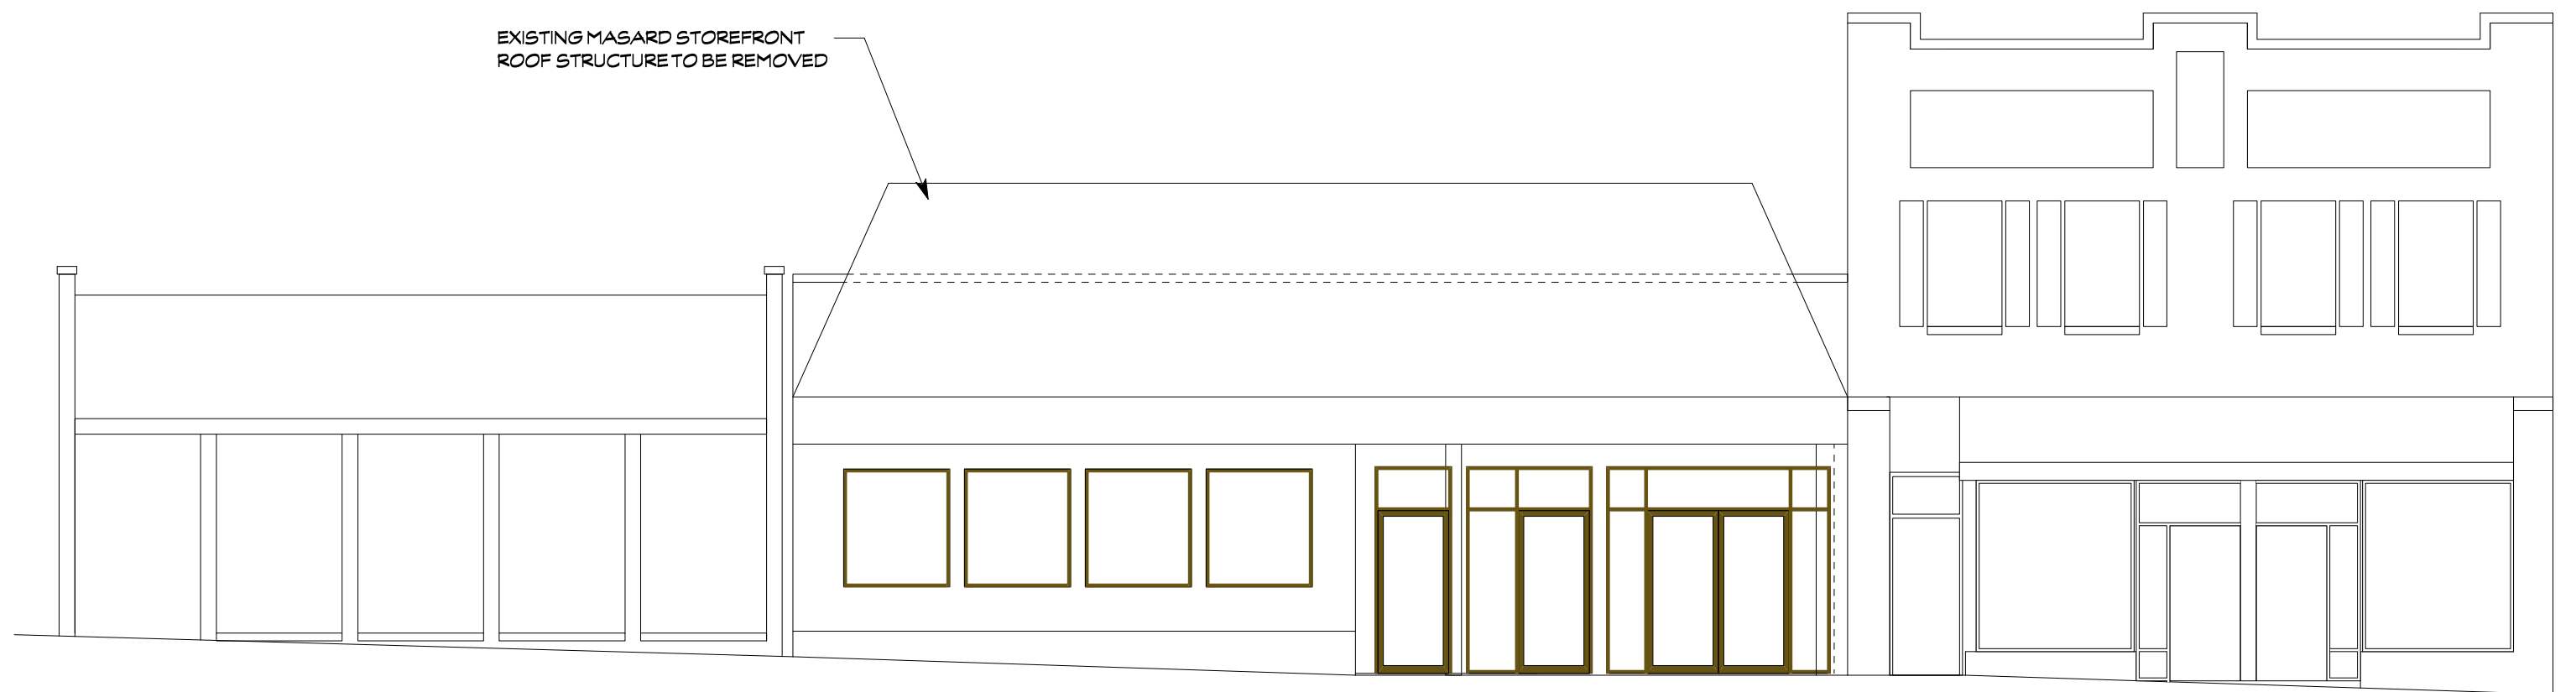 EXISTING MASARD STOREFRONT
ROOF STRUCTURE TO BE REMOVED